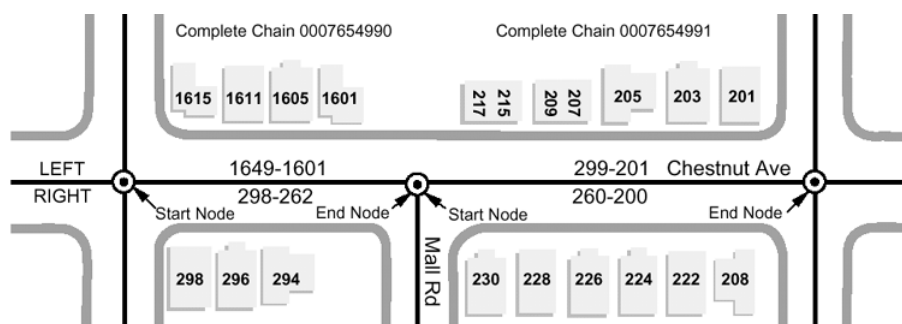 Complete Chain 0007654990
Complete Chain 0007654991
1615 1611 1605 1601
217 215 209 207 205 203 201
LEFT 1649-1601 299-201 Chestnut Ave
RIGHT 298-262 260-200
Start Node End Node Start Node End Node
Mall Rd
298 296 294
230 228 226 224 222 208